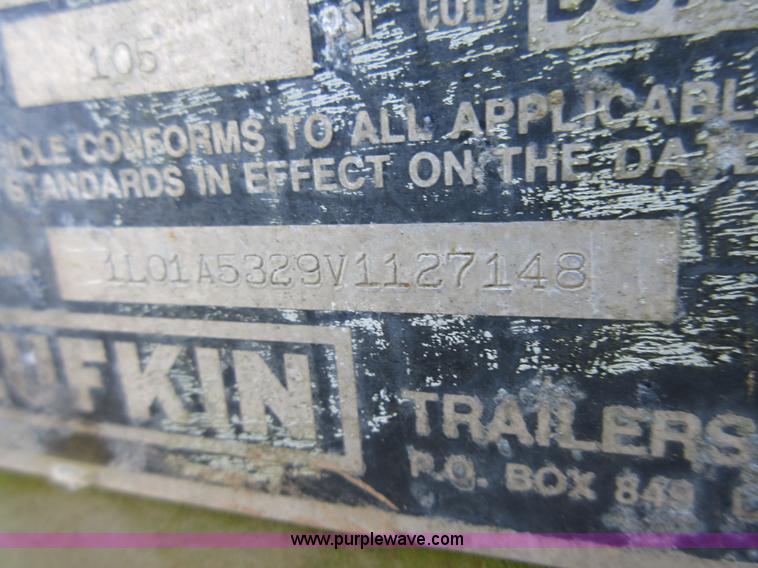 105 PSI COLD
ICLE CONFORMS TO ALL APPLICABL
STANDARDS IN EFFECT ON THE DATE
1L01A5329V1127148
UFKIN
TRAILERS
P.O. BOX 849
www.purplewave.com